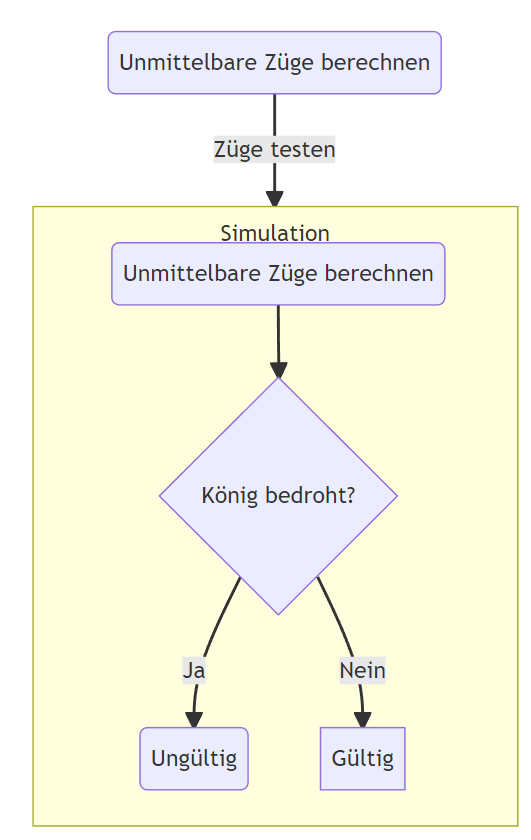 Unmittelbare Züge berechnen
Züge testen
Simulation
Unmittelbare Züge berechnen
König bedroht?
Ja
Nein
Ungültig
Gültig